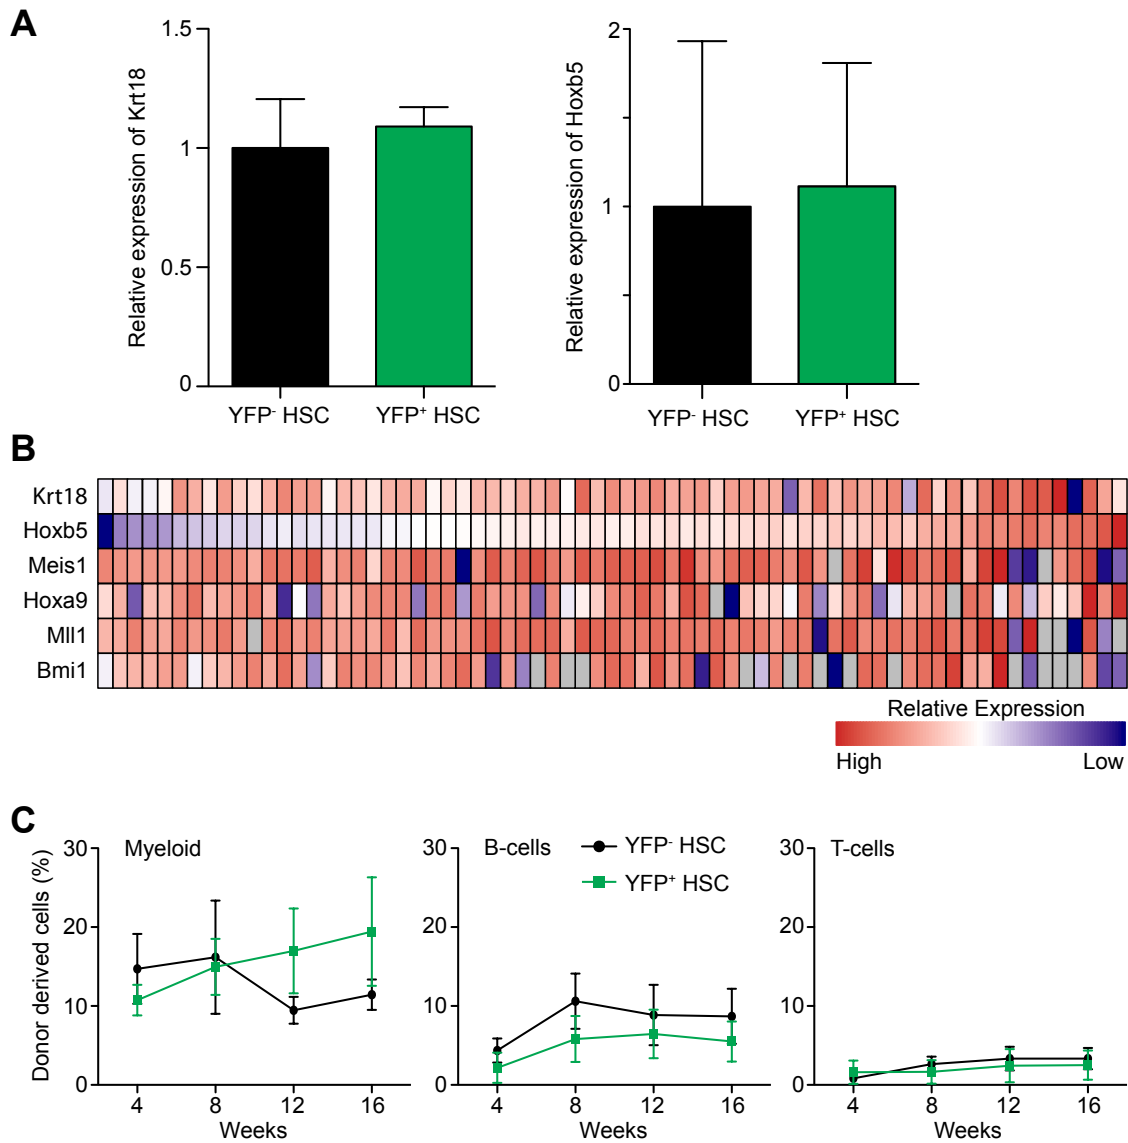 A
Relative expression of Krt18
1.5
1
0.5
0
YFP⁻ HSC
YFP⁺ HSC
Relative expression of Hoxb5
2
1
0
YFP⁻ HSC
YFP⁺ HSC
B
Krt18
Hoxb5
Meis1
Hoxa9
Mll1
Bmi1
Relative Expression
High
Low
C
Donor derived cells (%)
Myeloid
30
20
10
0
4 8 12 16
Weeks
B-cells
YFP⁻ HSC
YFP⁺ HSC
30
20
10
0
4 8 12 16
Weeks
T-cells
30
20
10
0
4 8 12 16
Weeks